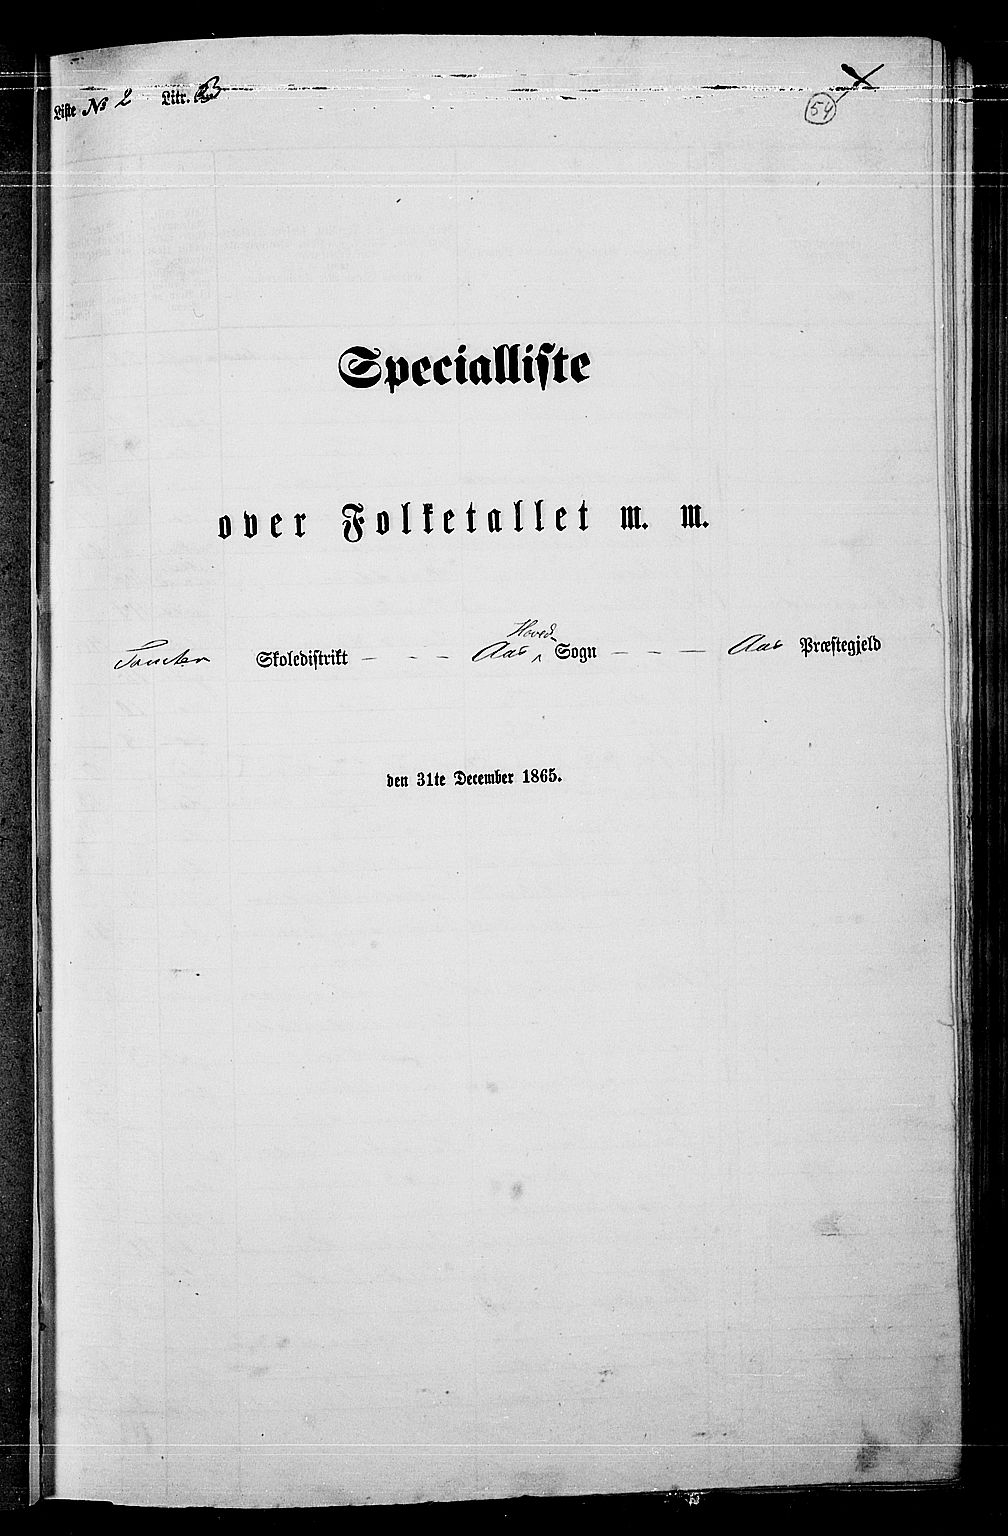 Liste № 2 Litr. B
54
Specialliste
over Folketallet m. m.
Hoved-
Skoledistrikt — - - - Aas ^ Sogn — - - — Aas Præstegjeld
den 31te December 1865.